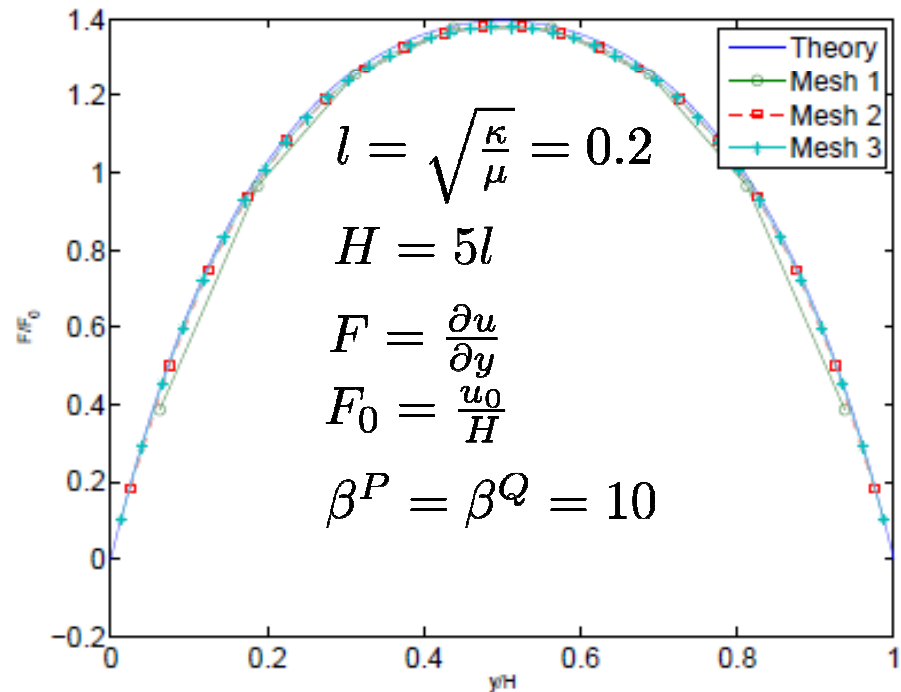 1.4
1.2
1
0.8
0.6
0.4
0.2
0
−0.2
F/F₀
0 0.2 0.4 0.6 0.8 1
y/H
Theory
Mesh 1
Mesh 2
Mesh 3
l = √(κ/μ) = 0.2
H = 5l
F = ∂u/∂y
F₀ = u₀/H
βᴾ = β^Q = 10